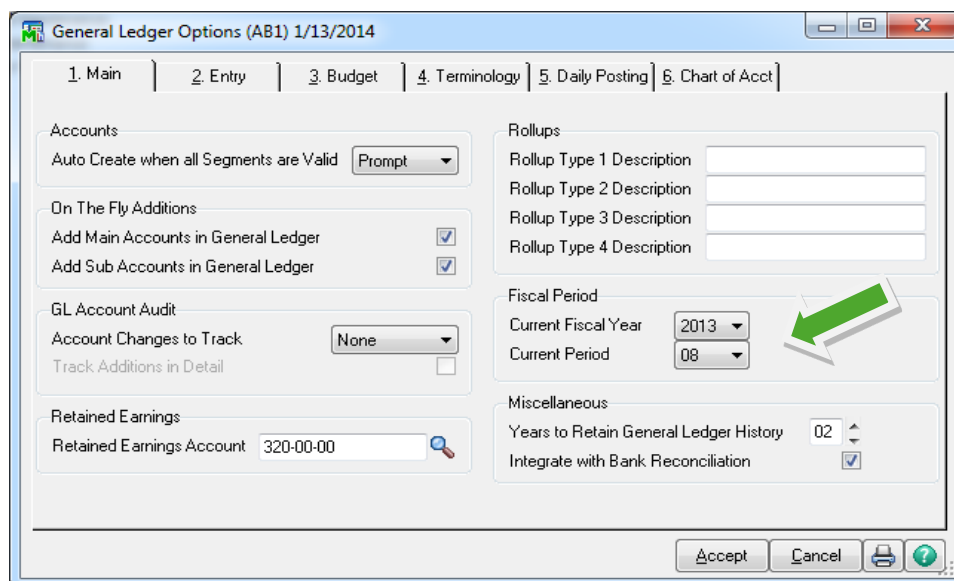 General Ledger Options (AB1) 1/13/2014
1. Main
2. Entry
3. Budget
4. Terminology
5. Daily Posting
6. Chart of Acct
Accounts
Auto Create when all Segments are Valid Prompt
On The Fly Additions
Add Main Accounts in General Ledger
Add Sub Accounts in General Ledger
GL Account Audit
Account Changes to Track None
Track Additions in Detail
Retained Earnings
Retained Earnings Account 320-00-00
Rollups
Rollup Type 1 Description
Rollup Type 2 Description
Rollup Type 3 Description
Rollup Type 4 Description
Fiscal Period
Current Fiscal Year 2013
Current Period 08
Miscellaneous
Years to Retain General Ledger History 02
Integrate with Bank Reconciliation
Accept
Cancel